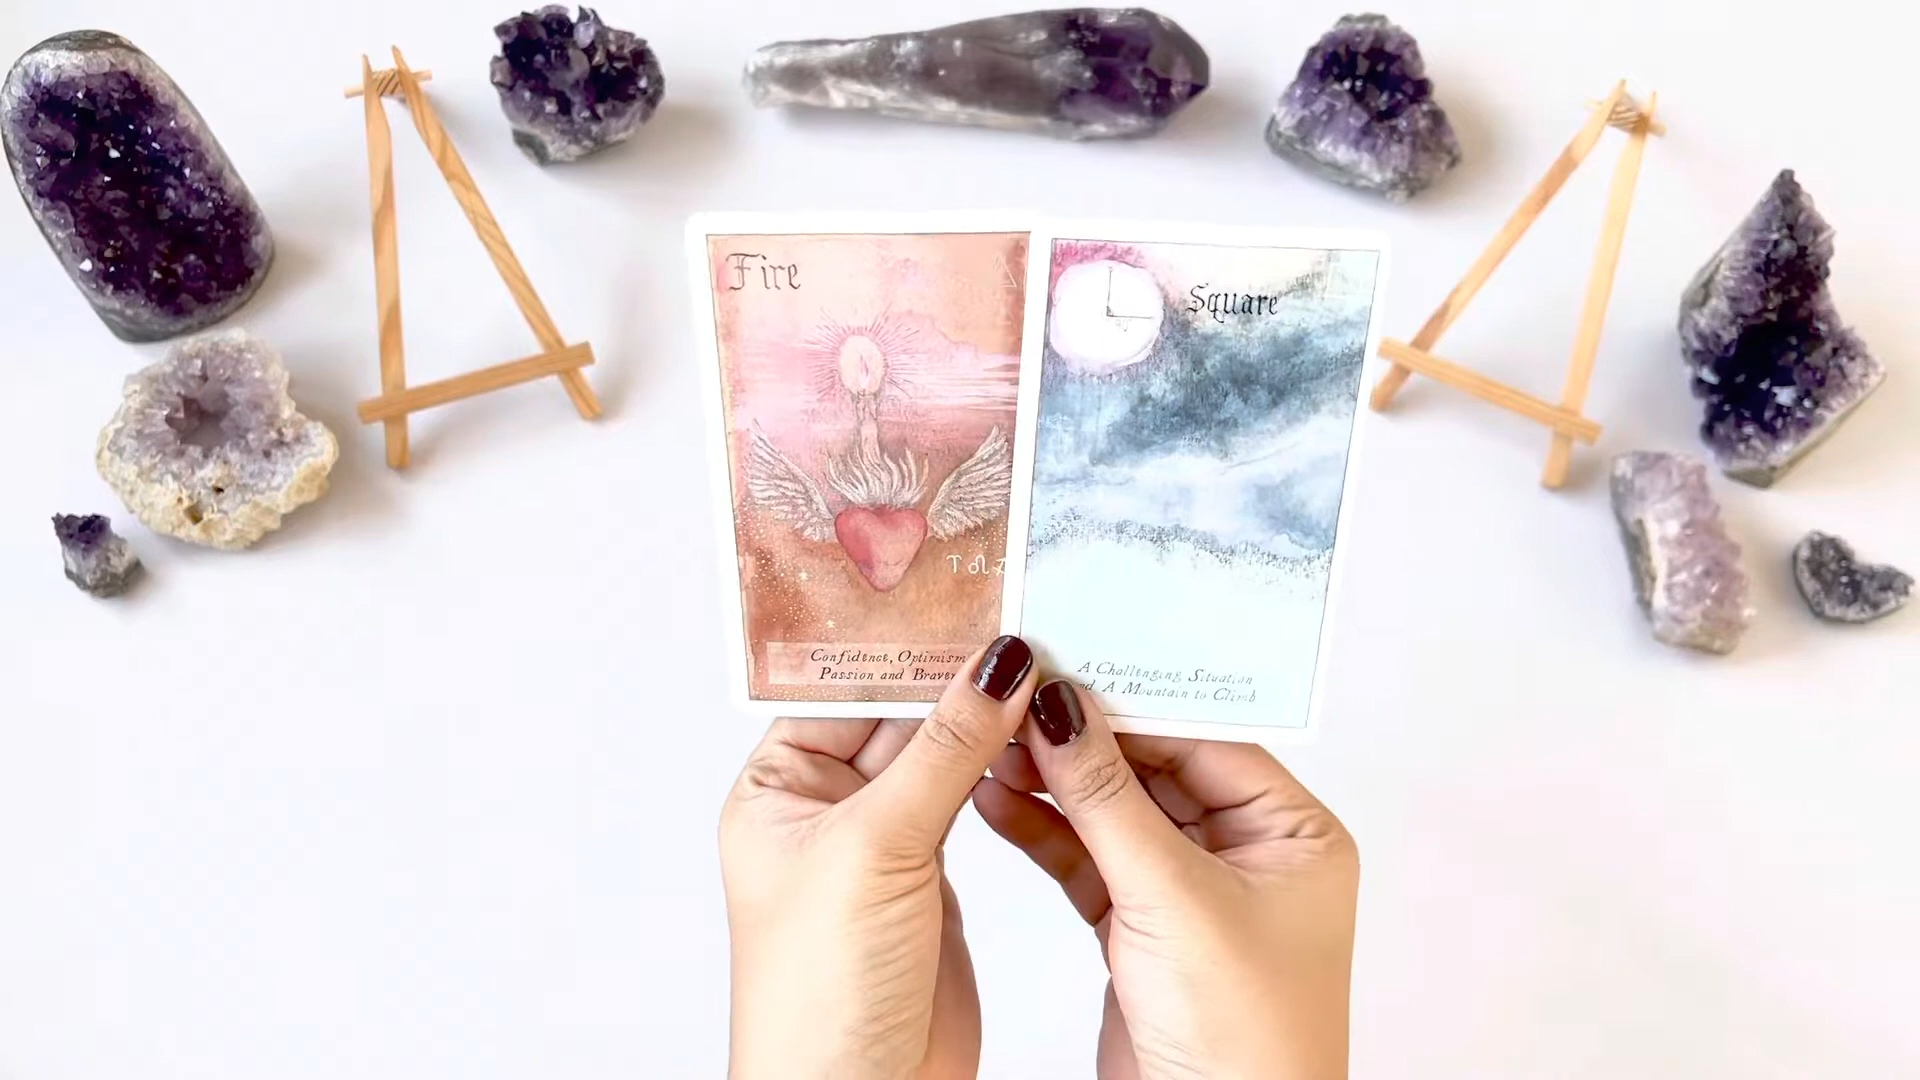 Fire
Confidence, Optimism
Passion and Braver
Square
A Challenging Situation
nd A Mountain to Climb